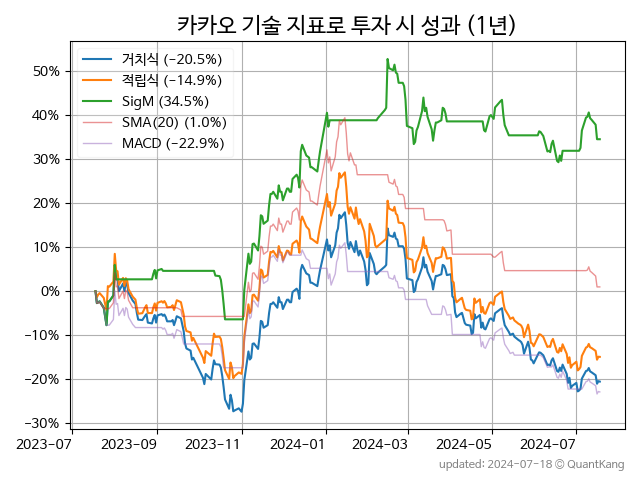 카카오 기술 지표로 투자 시 성과 (1년)
거치식 (−20.5%)
적립식 (−14.9%)
SigM (34.5%)
SMA(20) (1.0%)
MACD (−22.9%)
50%
40%
30%
20%
10%
0%
−10%
−20%
−30%
2023-07 2023-09 2023-11 2024-01 2024-03 2024-05 2024-07
updated: 2024-07-18 ⓒ QuantKang